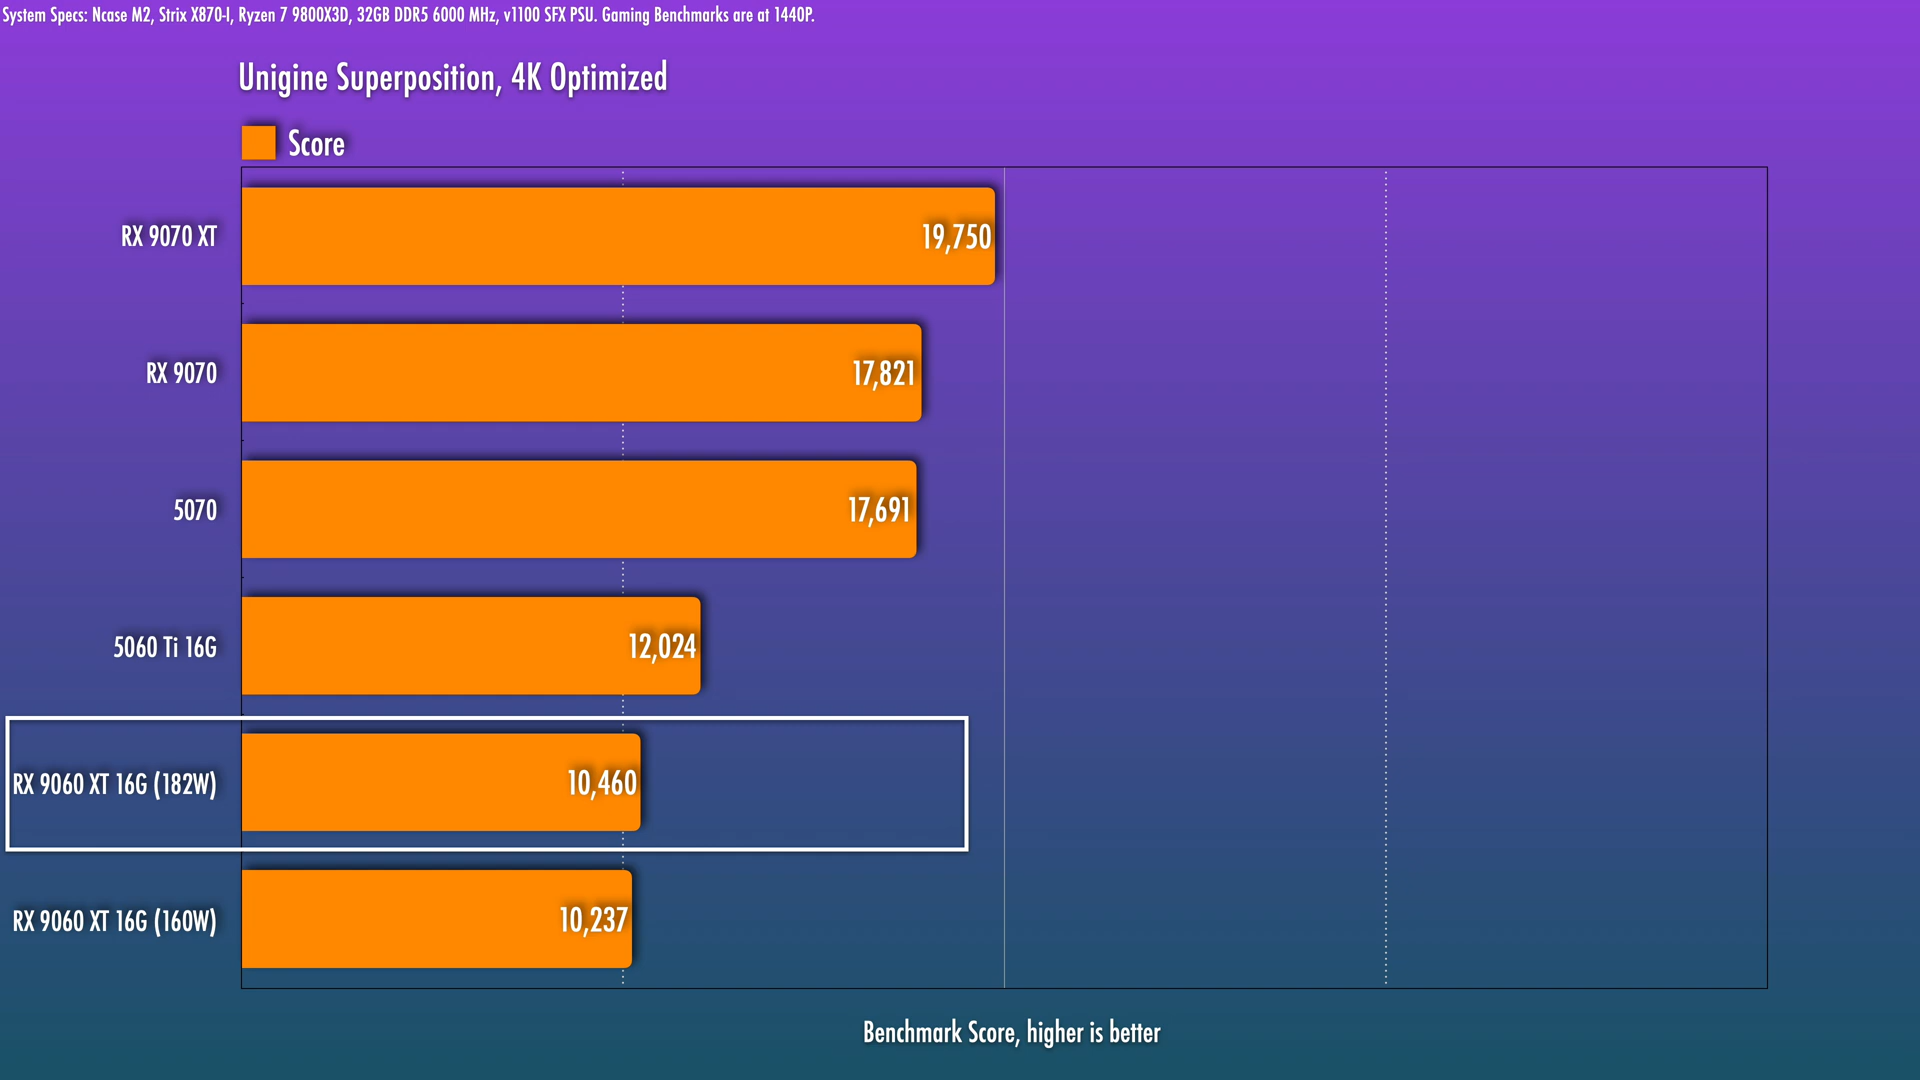 System Specs: Ncase M2, Strix X870-I, Ryzen 7 9800X3D, 32GB DDR5 6000 MHz, v1100 SFX PSU. Gaming Benchmarks are at 1440P.
Unigine Superposition, 4K Optimized
Score
RX 9070 XT 19,750
RX 9070 17,821
5070 17,691
5060 Ti 16G 12,024
RX 9060 XT 16G (182W) 10,460
RX 9060 XT 16G (160W) 10,237
Benchmark Score, higher is better